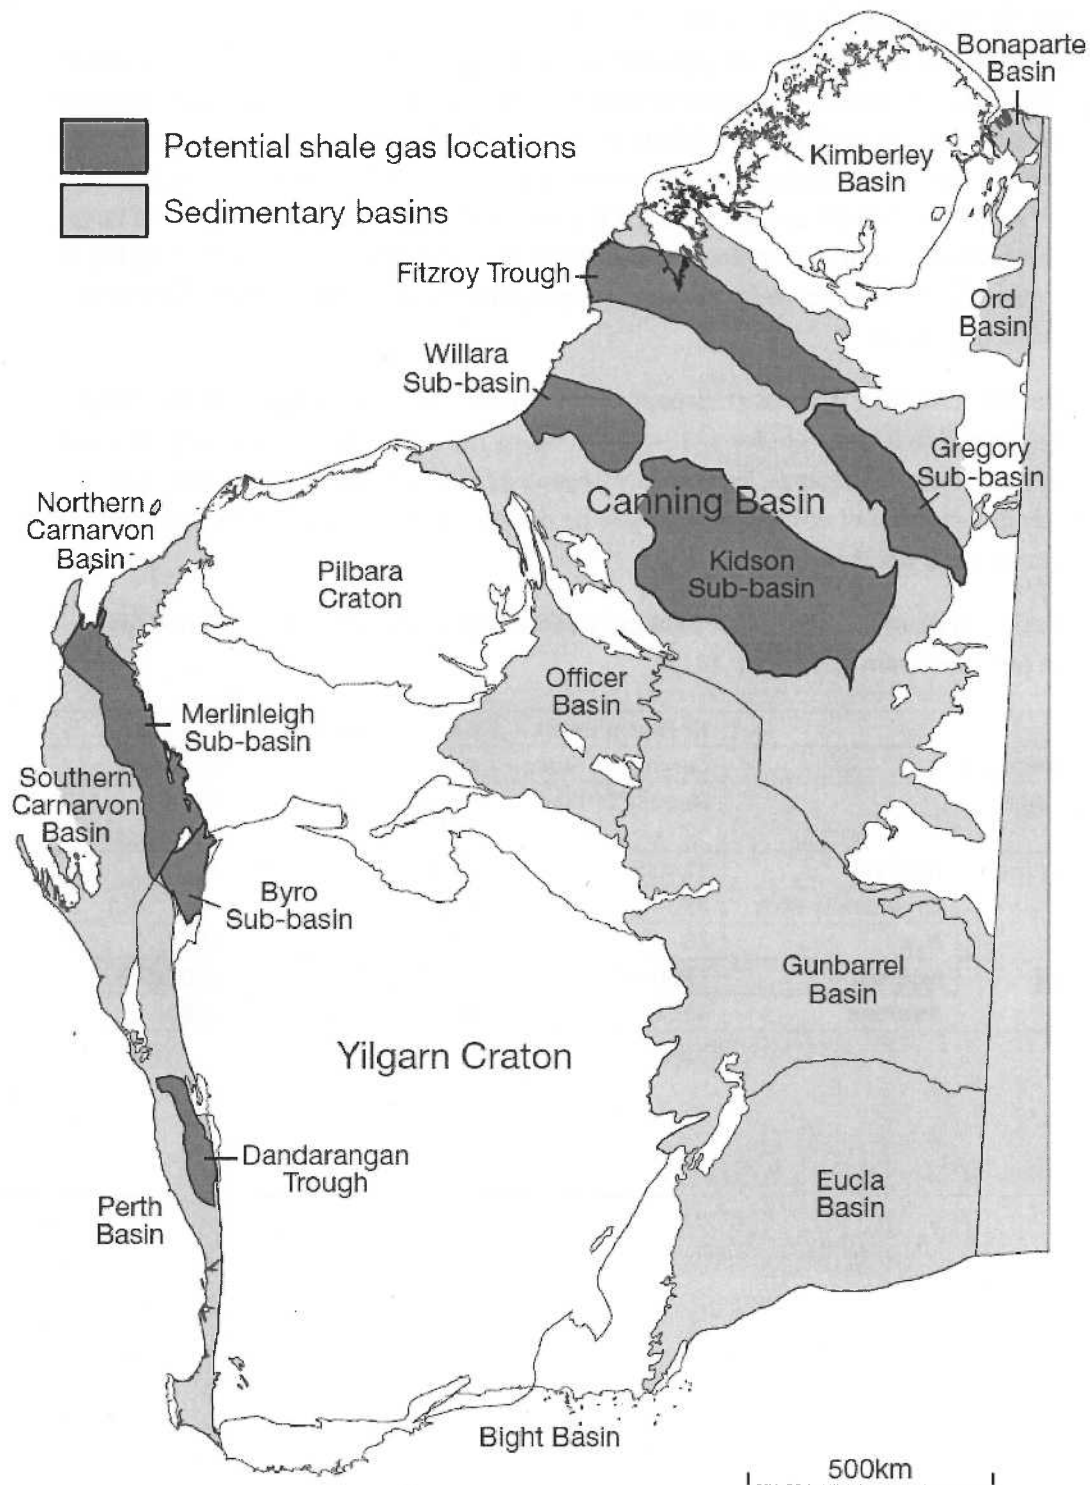 Bonaparte
Basin
Potential shale gas locations
Kimberley
Basin
Sedimentary basins
Fitzroy Trough
Ord
Basin
Willara
Sub-basin
Gregory
Sub-basin
Canning Basin
Northern
Carnarvon
Basin
Kidson
Sub-basin
Pilbara
Craton
Officer
Basin
Merlinleigh
Sub-basin
Southern
Carnarvon
Basin
Byro
Sub-basin
Gunbarrel
Basin
Yilgarn Craton
Dandarangan
Trough
Eucla
Basin
Perth
Basin
Bight Basin
500km